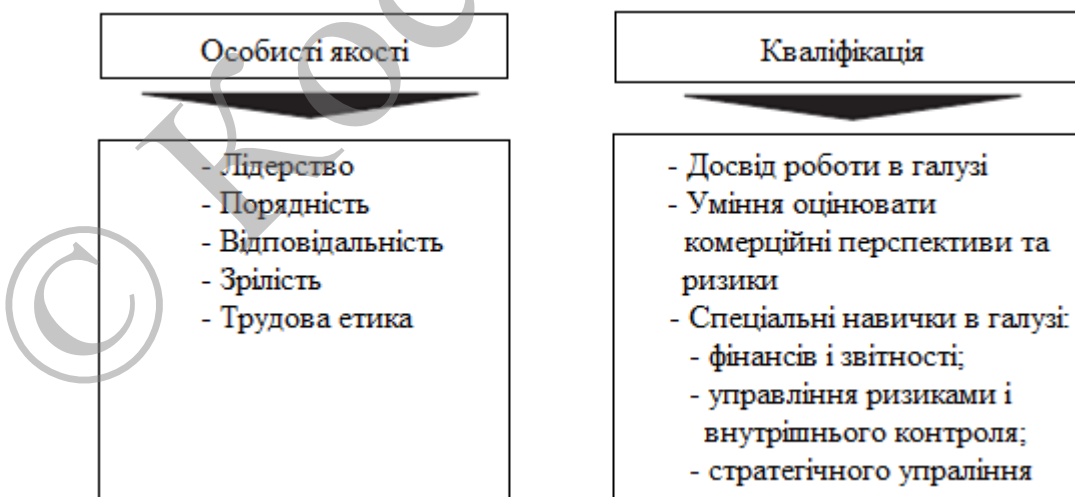 Особисті якості
- Лідерство
- Порядність
- Відповідальність
- Зрілість
- Трудова етика
Кваліфікація
- Досвід роботи в галузі
- Уміння оцінювати
комерційні перспективи та
ризики
- Спеціальні навички в галузі:
- фінансів і звітності;
- управління ризиками і
внутрішнього контроля;
- стратегічного упраління
©